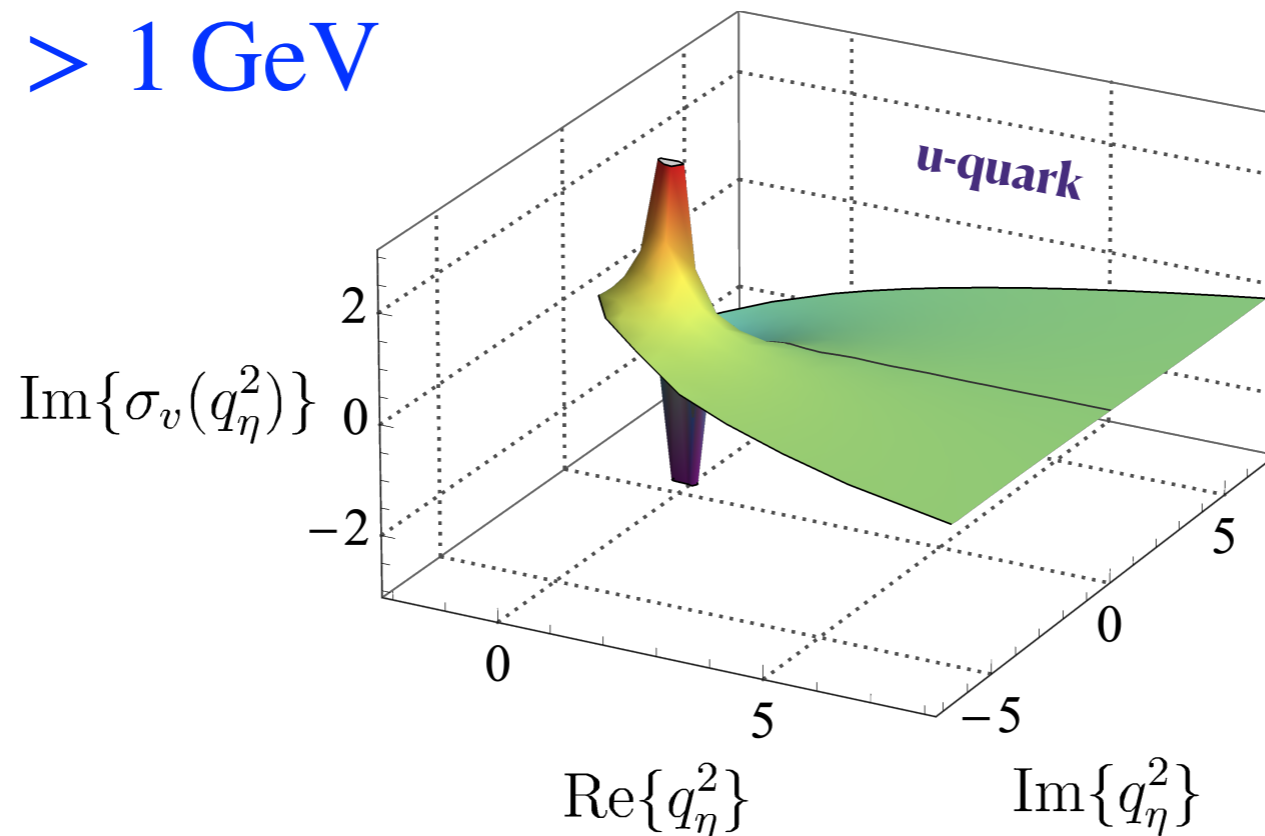 > 1 GeV
u-quark
2
Im{σ_v(q_η^2)} 0
−2
0
5
−5
0
5
Re{q_η^2}
Im{q_η^2}